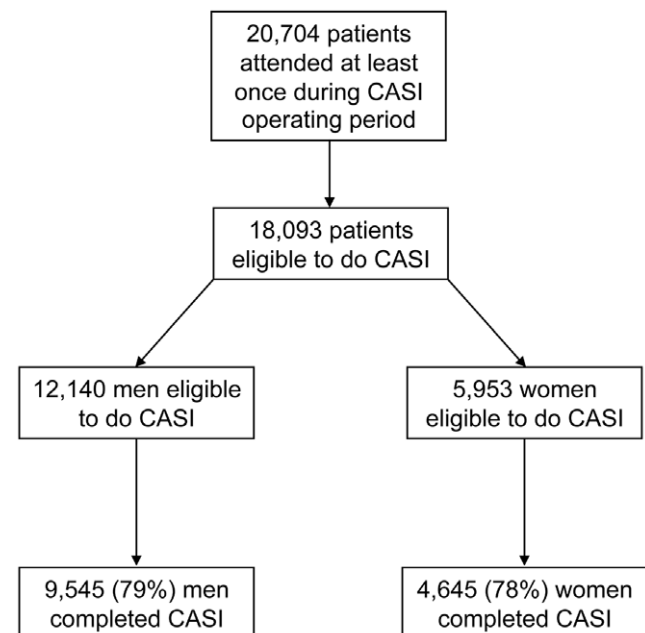 20,704 patients
attended at least
once during CASI
operating period
18,093 patients
eligible to do CASI
12,140 men eligible
to do CASI
5,953 women
eligible to do CASI
9,545 (79%) men
completed CASI
4,645 (78%) women
completed CASI